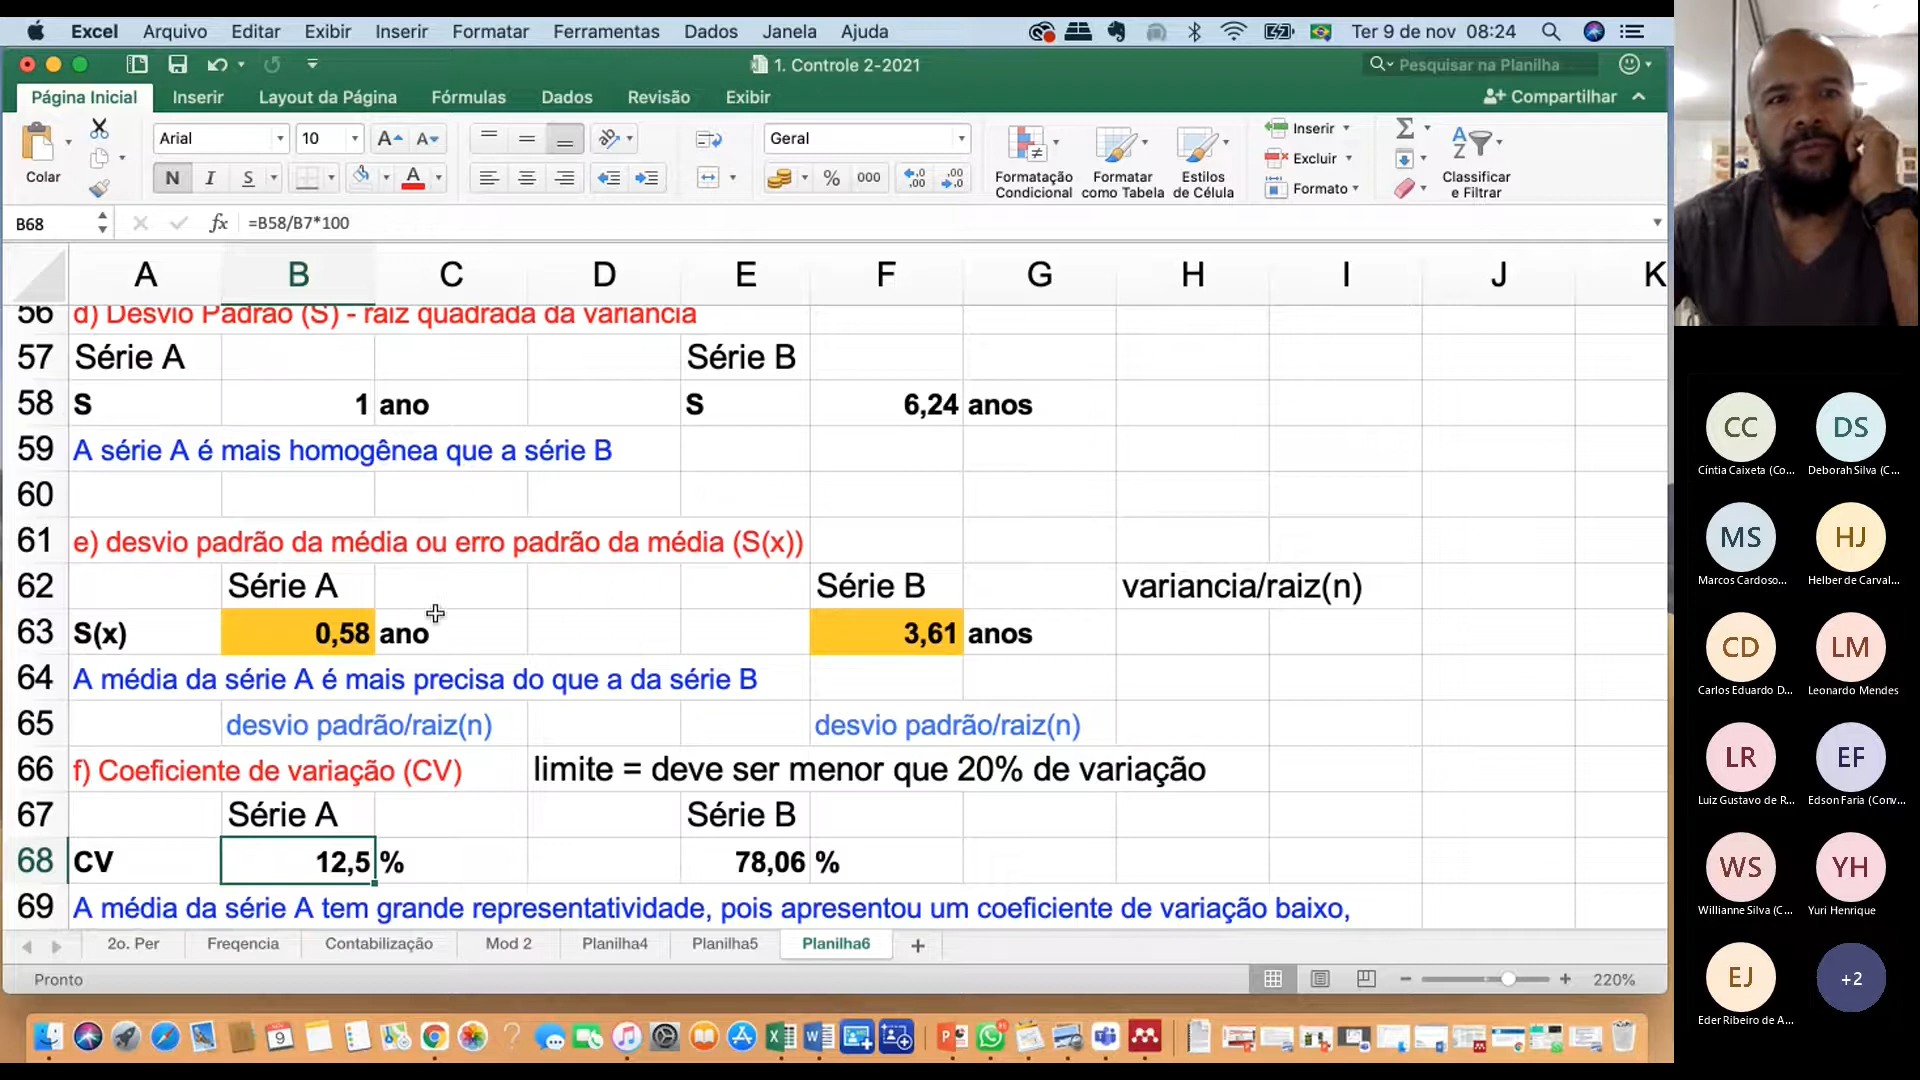 Excel Arquivo Editar Exibir Inserir Formatar Ferramentas Dados Janela Ajuda Ter 9 de nov 08:24
1. Controle 2-2021 Pesquisar na Planilha
Página Inicial Inserir Layout da Página Fórmulas Dados Revisão Exibir Compartilhar
Colar Arial 10 A A Geral Inserir
N I S A % 000 Excluir
Formatação Condicional Formatar como Tabela Estilos de Célula Formato Classificar e Filtrar
B68 fx =B58/B7*100
A B C D E F G H I J K
56 d) Desvio Padrão (S) - raiz quadrada da variancia
57 Série A Série B
58 S 1 ano S 6,24 anos
59 A série A é mais homogênea que a série B
60
61 e) desvio padrão da média ou erro padrão da média (S(x))
62 Série A Série B variancia/raiz(n)
63 S(x) 0,58 ano 3,61 anos
64 A média da série A é mais precisa do que a da série B
65 desvio padrão/raiz(n) desvio padrão/raiz(n)
66 f) Coeficiente de variação (CV) limite = deve ser menor que 20% de variação
67 Série A Série B
68 CV 12,5 % 78,06 %
69 A média da série A tem grande representatividade, pois apresentou um coeficiente de variação baixo,
2o. Per Freqencia Contabilização Mod 2 Planilha4 Planilha5 Planilha6 +
Pronto 220%
CC DS
Cíntia Caixeta (Co... Deborah Silva (C...
MS HJ
Marcos Cardoso... Helber de Carval...
CD LM
Carlos Eduardo D... Leonardo Mendes
LR EF
Luiz Gustavo de R... Edson Faria (Conv...
WS YH
Willianne Silva (C... Yuri Henrique
EJ +2
Eder Ribeiro de A...